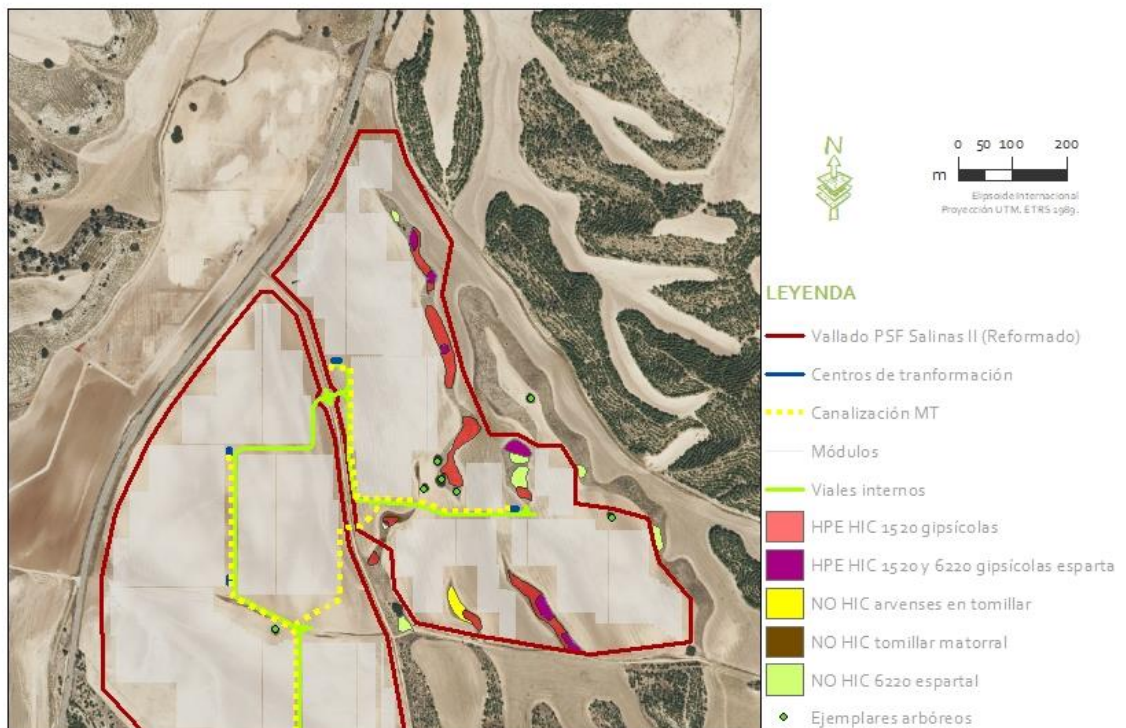 N
0 50 100 200
m
Elipsoide Internacional
Proyección UTM. ETRS 1989.
LEYENDA
Vallado PSF Salinas II (Reformado)
Centros de tranformación
Canalización MT
Módulos
Viales internos
HPE HIC 1520 gipsícolas
HPE HIC 1520 y 6220 gipsícolas esparta
NO HIC arvenses en tomillar
NO HIC tomillar matorral
NO HIC 6220 espartal
Ejemplares arbóreos